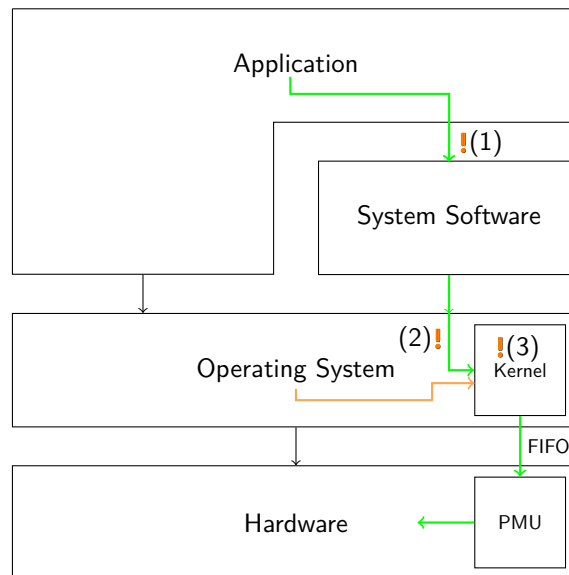 Application
!(1)
System Software
(2)!
!(3)
Operating System
Kernel
FIFO
Hardware
PMU